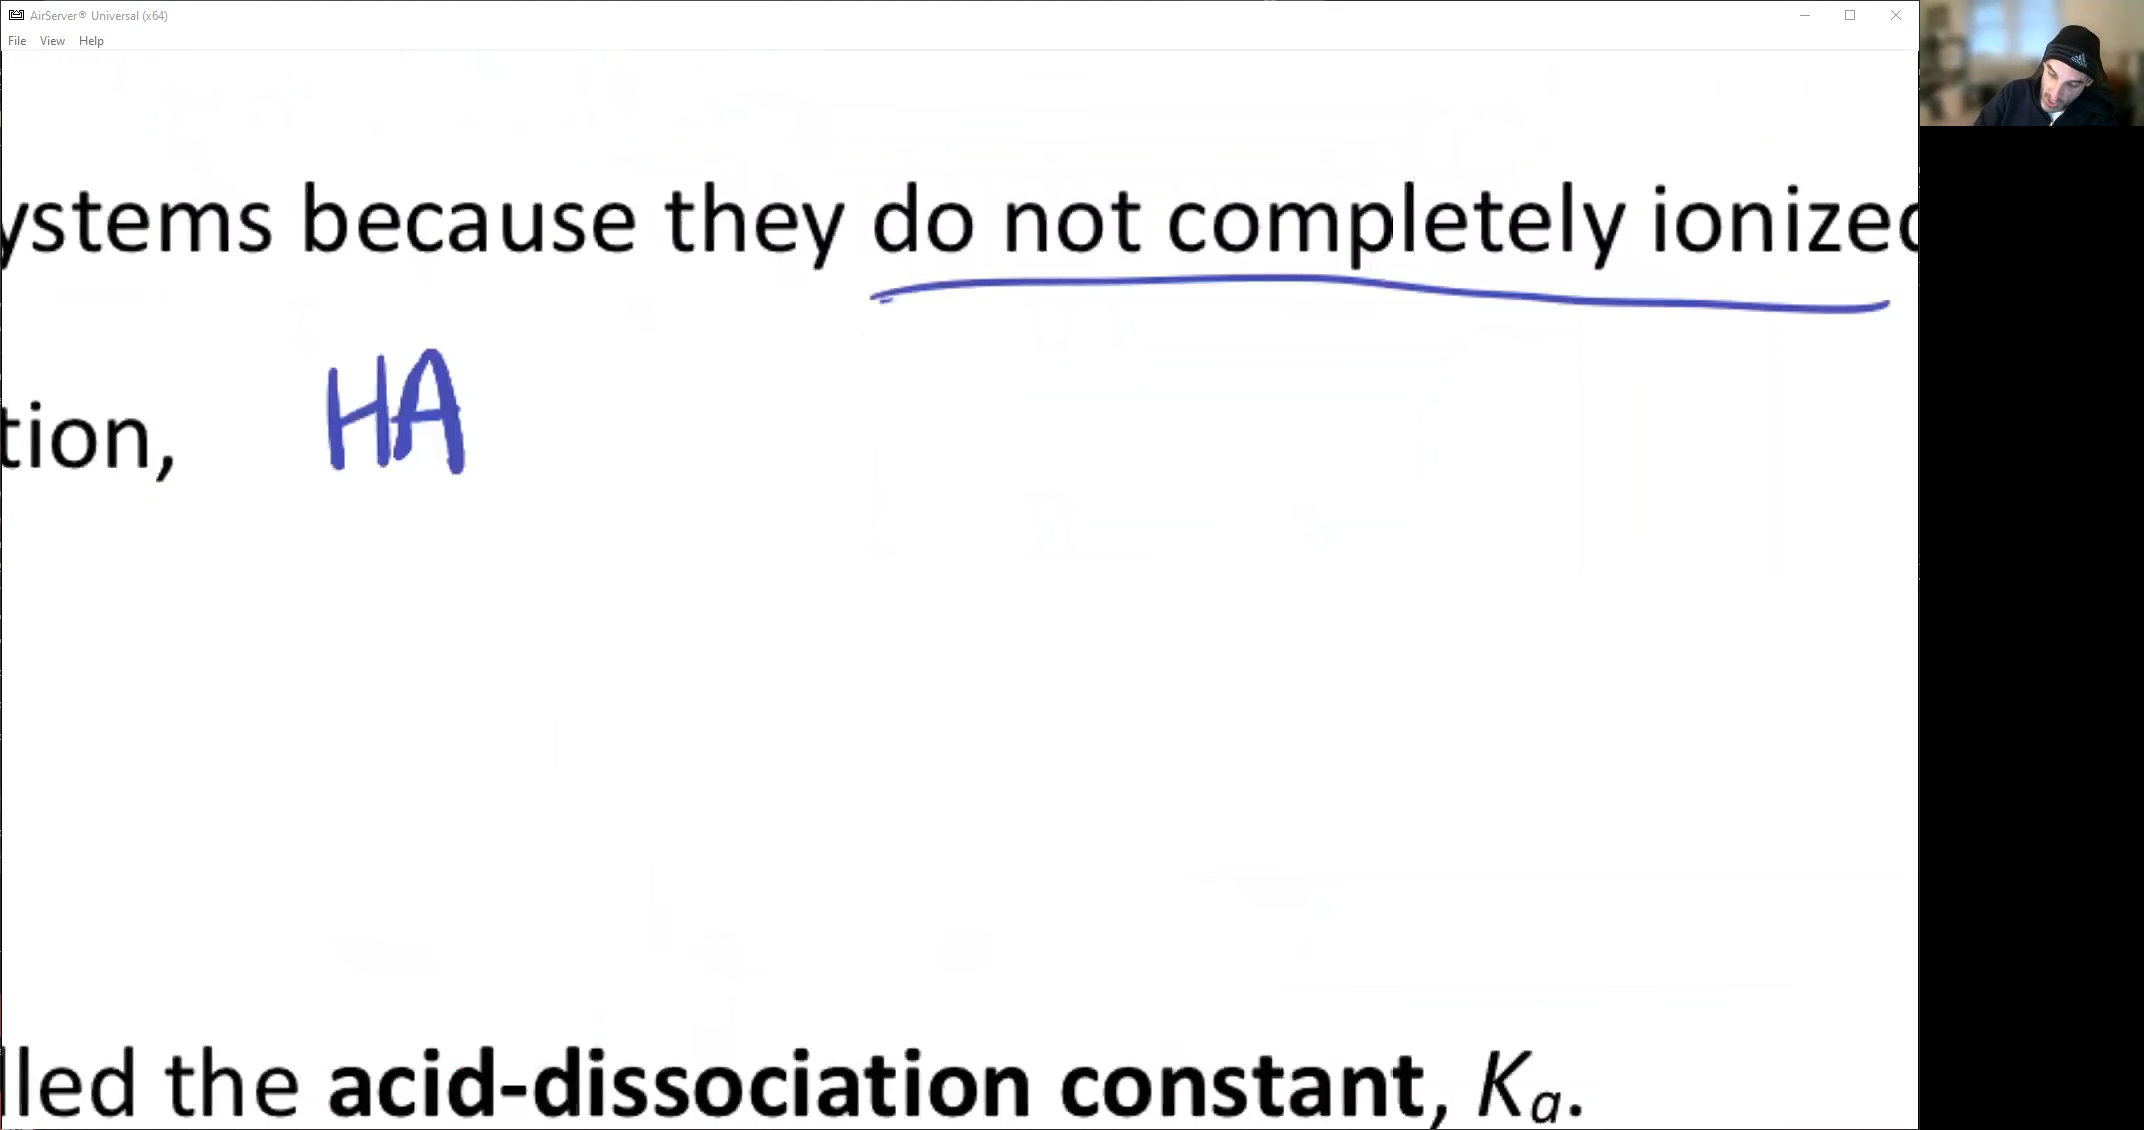 AirServer® Universal (x64)
File View Help
ystems because they do not completely ionized
tion, HA
lled the acid-dissociation constant, Ka.